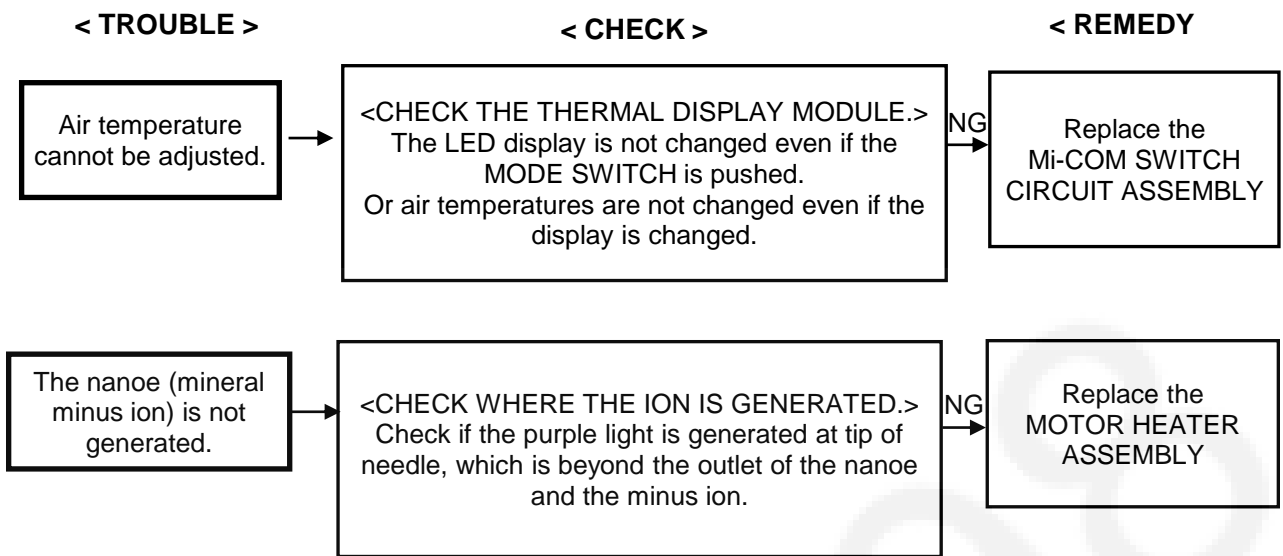 < TROUBLE >
< CHECK >
< REMEDY
Air temperature
cannot be adjusted.
<CHECK THE THERMAL DISPLAY MODULE.>
The LED display is not changed even if the
MODE SWITCH is pushed.
Or air temperatures are not changed even if the
display is changed.
NG
Replace the
Mi-COM SWITCH
CIRCUIT ASSEMBLY
The nanoe (mineral
minus ion) is not
generated.
<CHECK WHERE THE ION IS GENERATED.>
Check if the purple light is generated at tip of
needle, which is beyond the outlet of the nanoe
and the minus ion.
NG
Replace the
MOTOR HEATER
ASSEMBLY